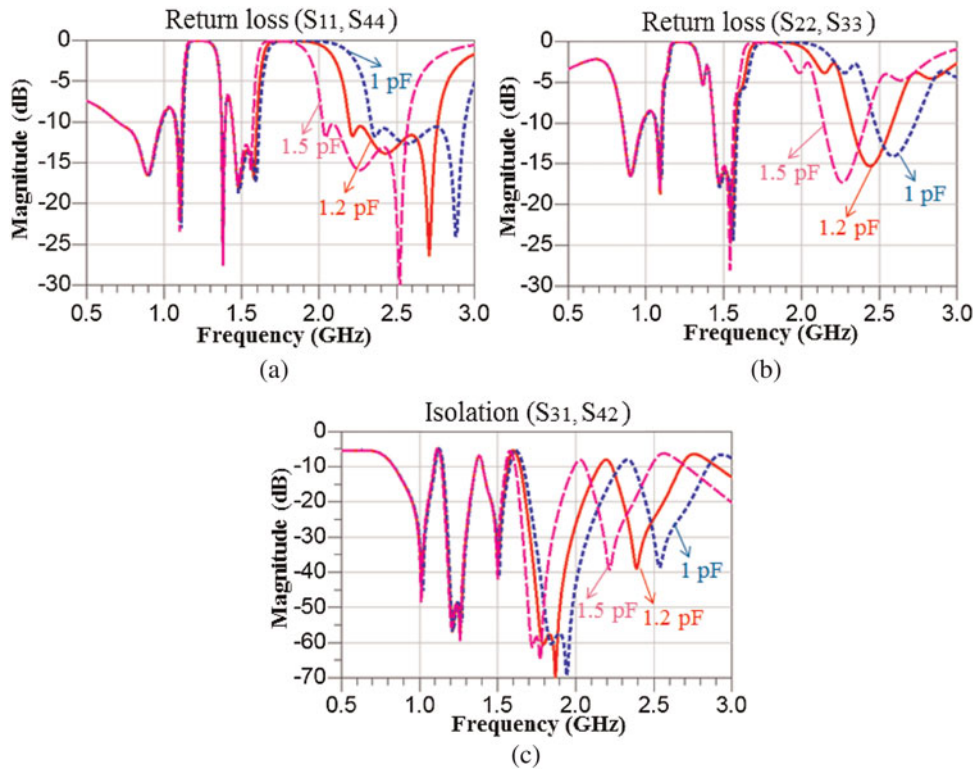 Return loss (S11, S44)
Magnitude (dB)
0
-5
-10
-15
-20
-25
-30
1 pF
1.5 pF
1.2 pF
0.5 1.0 1.5 2.0 2.5 3.0
Frequency (GHz)
(a)
Return loss (S22, S33)
Magnitude (dB)
0
-5
-10
-15
-20
-25
-30
1.5 pF
1 pF
1.2 pF
0.5 1.0 1.5 2.0 2.5 3.0
Frequency (GHz)
(b)
Isolation (S31, S42)
Magnitude (dB)
0
-10
-20
-30
-40
-50
-60
-70
1 pF
1.5 pF
1.2 pF
0.5 1.0 1.5 2.0 2.5 3.0
Frequency (GHz)
(c)